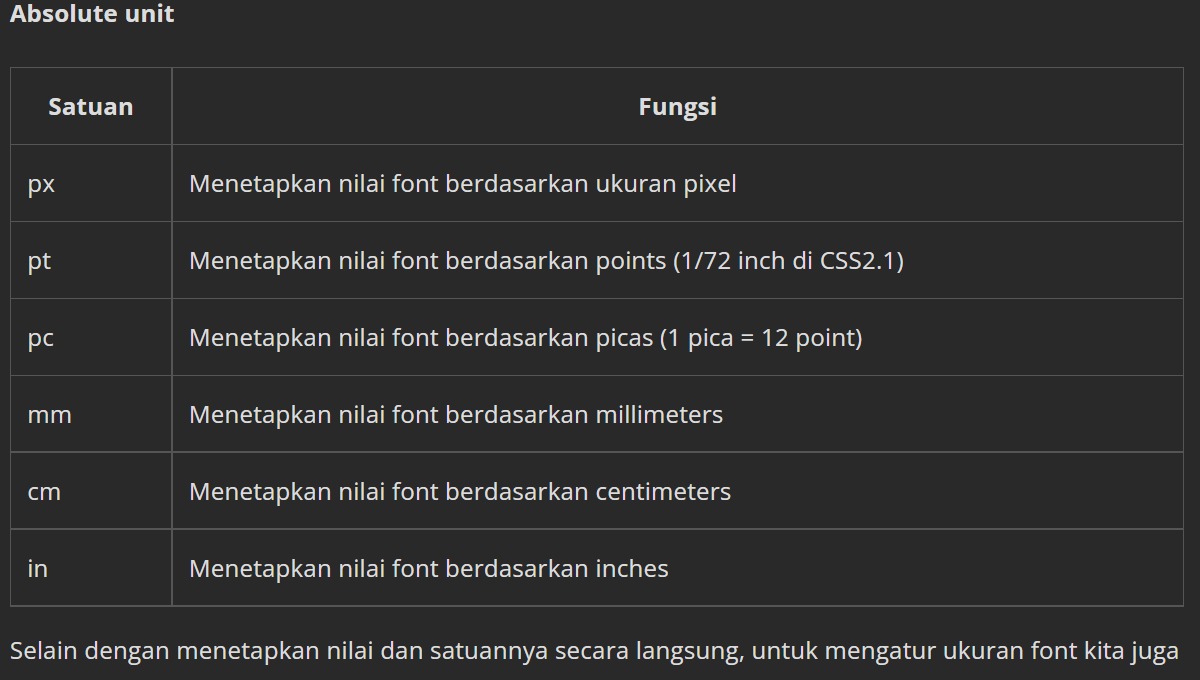 Absolute unit
Satuan Fungsi
px Menetapkan nilai font berdasarkan ukuran pixel
pt Menetapkan nilai font berdasarkan points (1/72 inch di CSS2.1)
pc Menetapkan nilai font berdasarkan picas (1 pica = 12 point)
mm Menetapkan nilai font berdasarkan millimeters
cm Menetapkan nilai font berdasarkan centimeters
in Menetapkan nilai font berdasarkan inches
Selain dengan menetapkan nilai dan satuannya secara langsung, untuk mengatur ukuran font kita juga